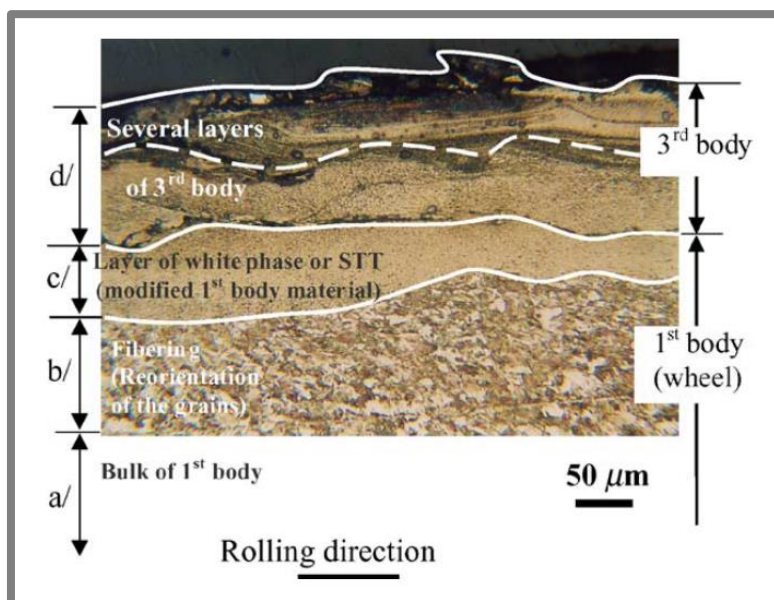 Several layers
of 3rd body
d/
3rd body
c/
Layer of white phase or STT
(modified 1st body material)
b/
Fibering
(Reorientation
of the grains)
1st body
(wheel)
a/
Bulk of 1st body
50 μm
Rolling direction